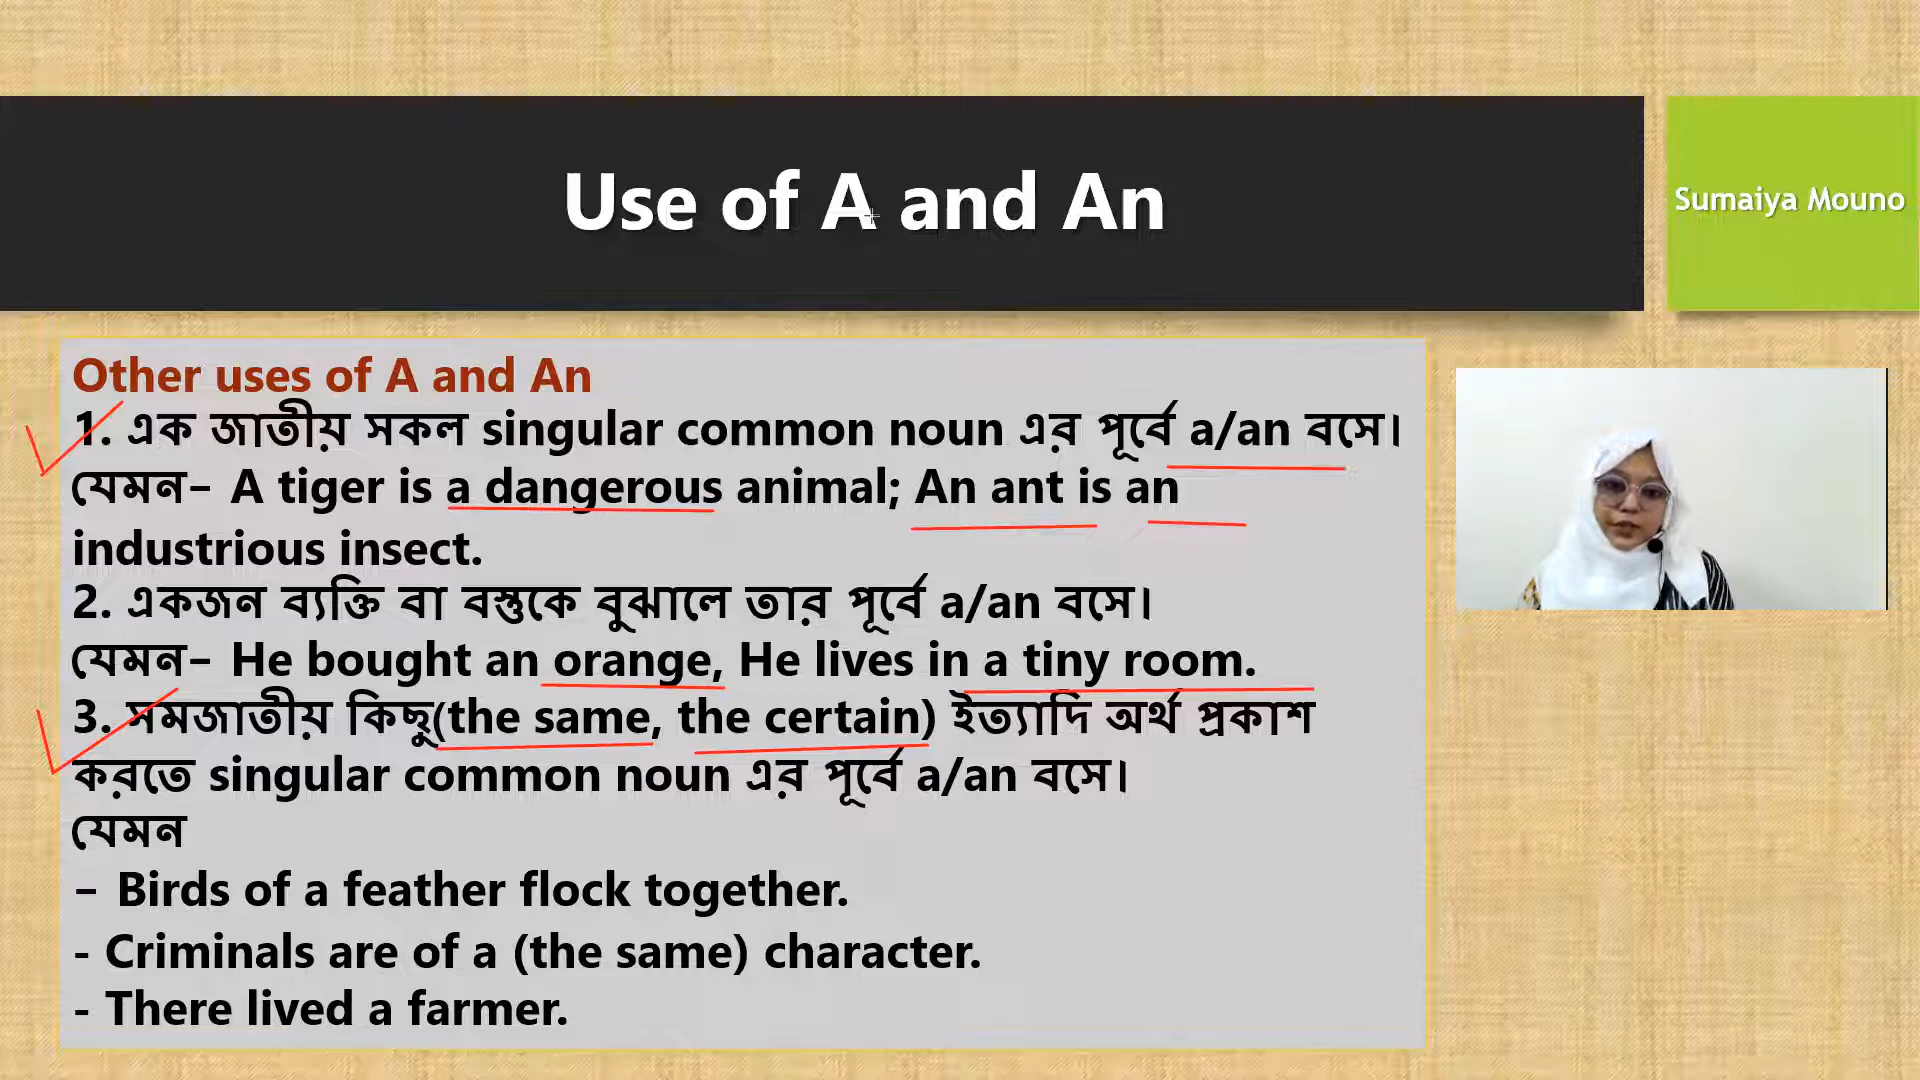 Use of A and An
Sumaiya Mouno
Other uses of A and An
1. এক জাতীয় সকল singular common noun এর পূর্বে a/an বসে।
যেমন– A tiger is a dangerous animal; An ant is an
industrious insect.
2. একজন ব্যক্তি বা বস্তুকে বুঝালে তার পূর্বে a/an বসে।
যেমন– He bought an orange, He lives in a tiny room.
3. সমজাতীয় কিছু(the same, the certain) ইত্যাদি অর্থ প্রকাশ
করতে singular common noun এর পূর্বে a/an বসে।
যেমন
– Birds of a feather flock together.
- Criminals are of a (the same) character.
- There lived a farmer.